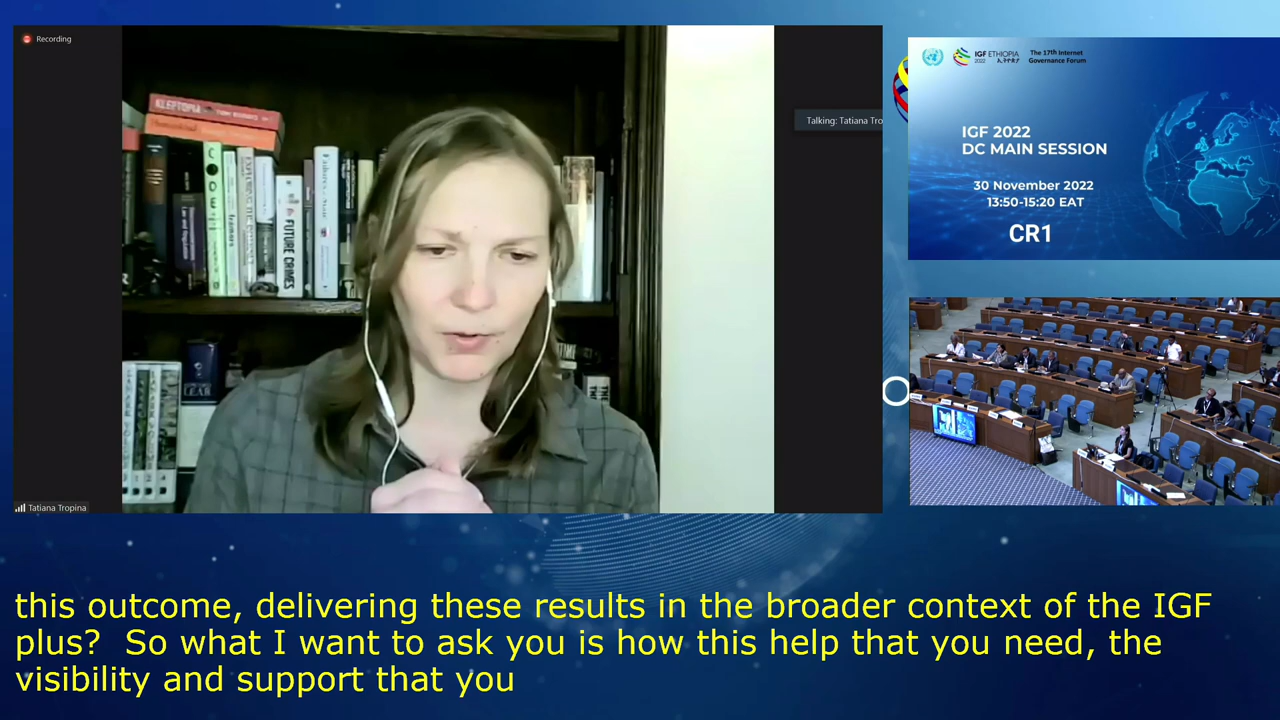 Recording
KLEPTOPIA
CODE
FUTURE CRIMES
Talking: Tatiana Tro
Tatiana Tropina
IGF ETHIOPIA
2022 ኢትዮጵያ
The 17th Internet
Governance Forum
IGF 2022
DC MAIN SESSION
30 November 2022
13:50-15:20 EAT
CR1
this outcome, delivering these results in the broader context of the IGF
plus?  So what I want to ask you is how this help that you need, the
visibility and support that you